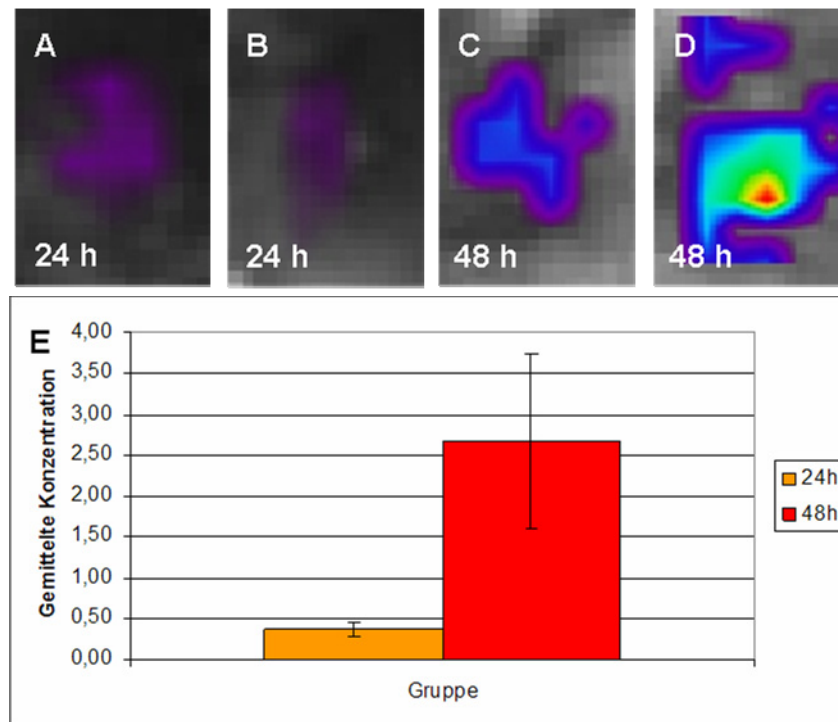 A
B
C
D
24 h
24 h
48 h
48 h
E
4,00
3,50
3,00
2,50
2,00
1,50
1,00
0,50
0,00
Gemittelte Konzentration
Gruppe
24h
48h